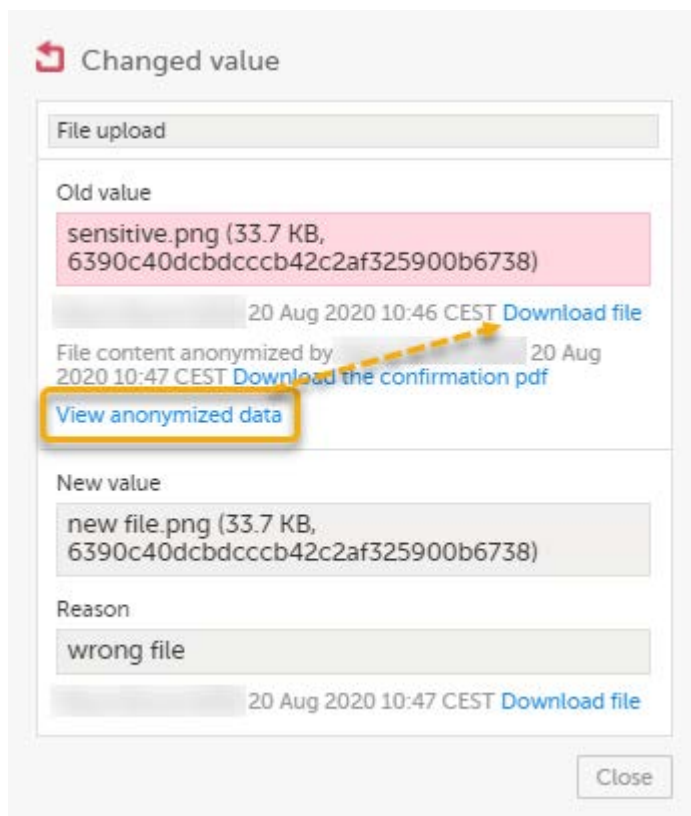 Changed value
File upload
Old value
sensitive.png (33.7 KB,
6390c40dcbdcccb42c2af325900b6738)
20 Aug 2020 10:46 CEST Download file
File content anonymized by 20 Aug
2020 10:47 CEST Download the confirmation pdf
View anonymized data
New value
new file.png (33.7 KB,
6390c40dcbdcccb42c2af325900b6738)
Reason
wrong file
20 Aug 2020 10:47 CEST Download file
Close